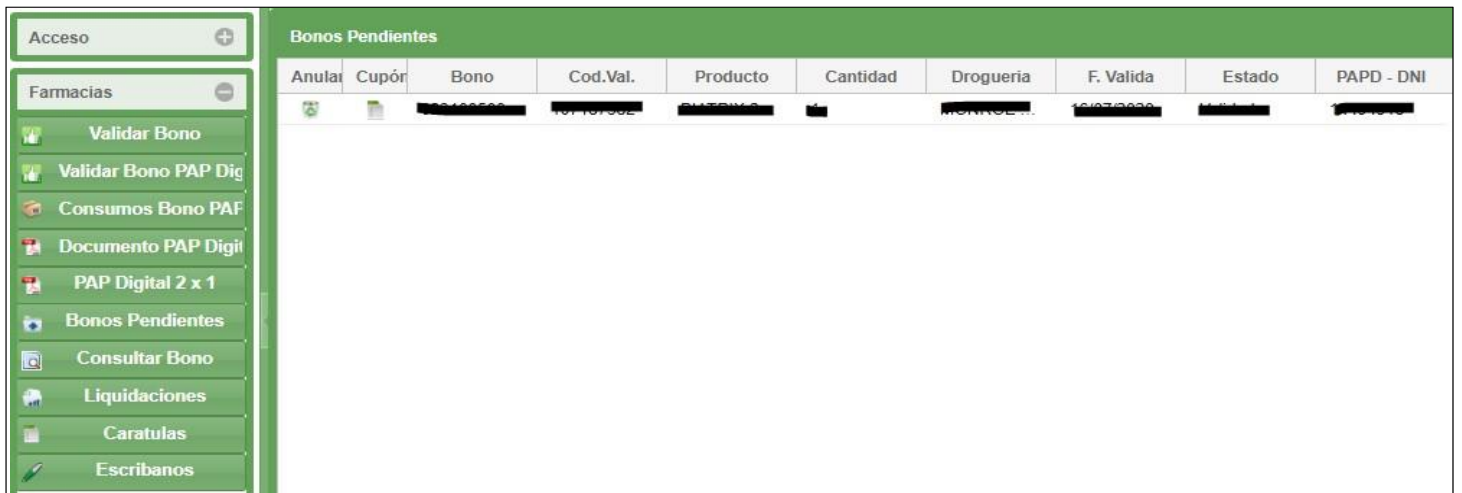 Acceso
Farmacias
Validar Bono
Validar Bono PAP Dig
Consumos Bono PAP
Documento PAP Digit
PAP Digital 2 x 1
Bonos Pendientes
Consultar Bono
Liquidaciones
Caratulas
Escribanos
Bonos Pendientes
Anular Cupón Bono Cod.Val. Producto Cantidad Drogueria F. Valida Estado PAPD - DNI